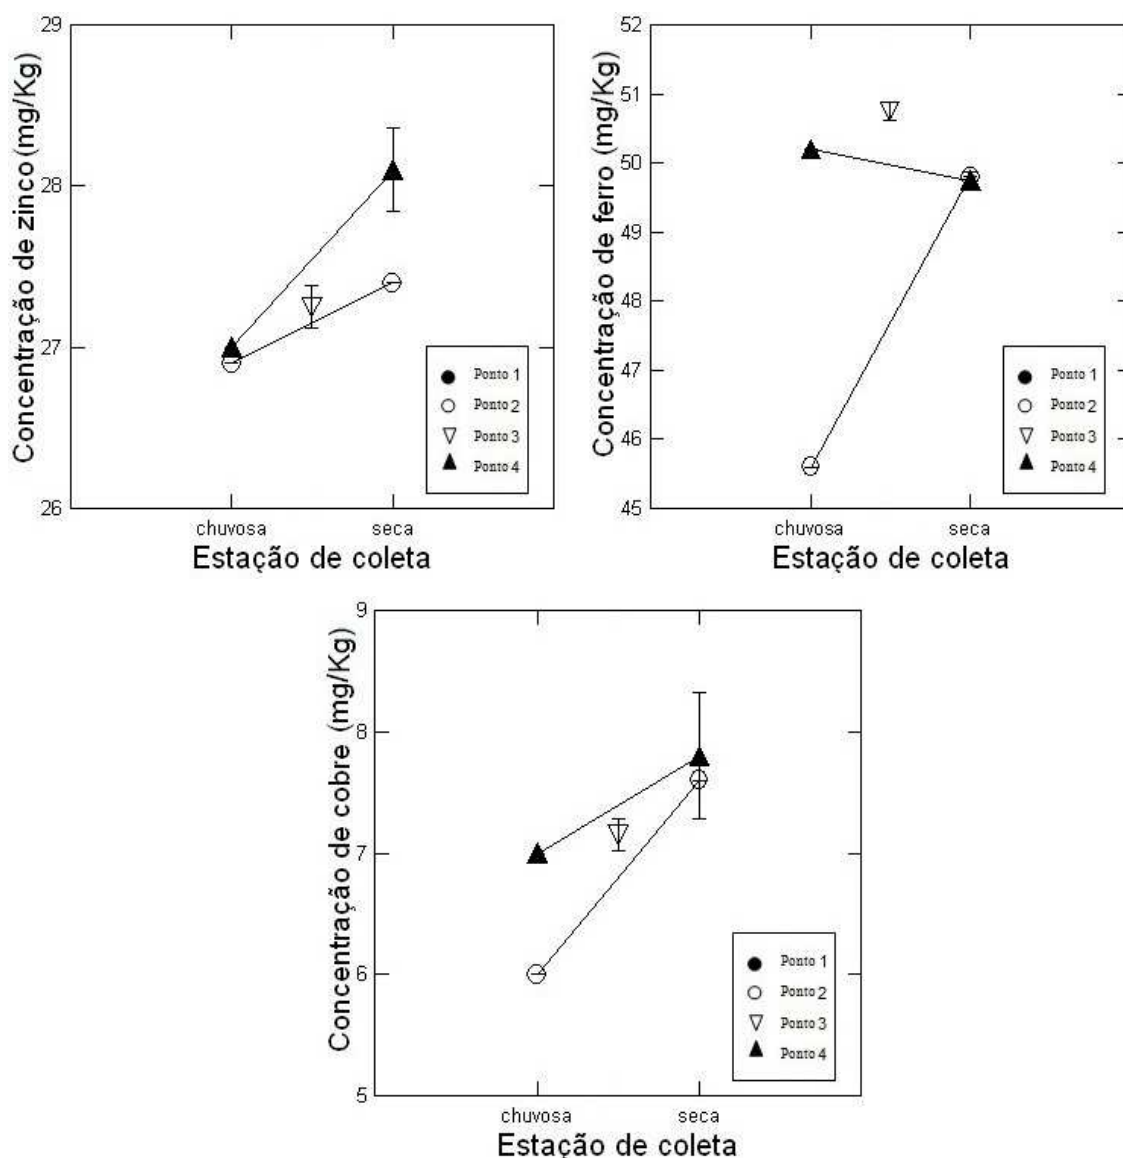 Concentração de zinco (mg/Kg)
29
28
27
26
chuvosa
seca
Estação de coleta
Ponto 1
Ponto 2
Ponto 3
Ponto 4
Concentração de ferro (mg/Kg)
52
51
50
49
48
47
46
45
chuvosa
seca
Estação de coleta
Ponto 1
Ponto 2
Ponto 3
Ponto 4
Concentração de cobre (mg/Kg)
9
8
7
6
5
chuvosa
seca
Estação de coleta
Ponto 1
Ponto 2
Ponto 3
Ponto 4